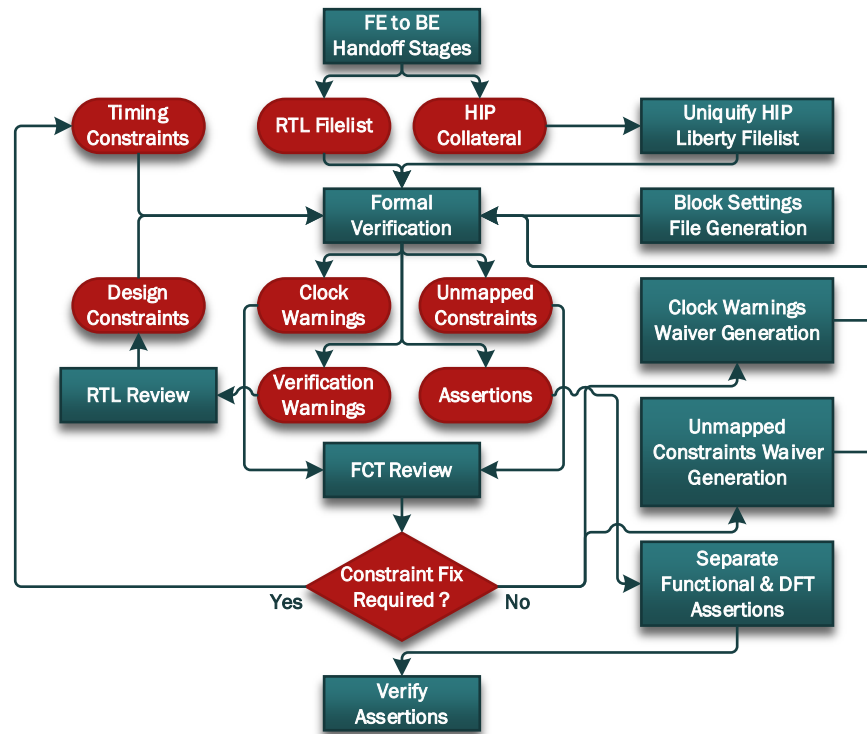 FE to BE
Handoff Stages
Timing
Constraints
RTL Filelist
HIP
Collateral
Uniquify HIP
Liberty Filelist
Formal
Verification
Block Settings
File Generation
Design
Constraints
Clock
Warnings
Unmapped
Constraints
Clock Warnings
Waiver Generation
RTL Review
Verification
Warnings
Assertions
Unmapped
Constraints Waiver
Generation
FCT Review
Constraint Fix
Required ?
Yes
No
Separate
Functional & DFT
Assertions
Verify
Assertions